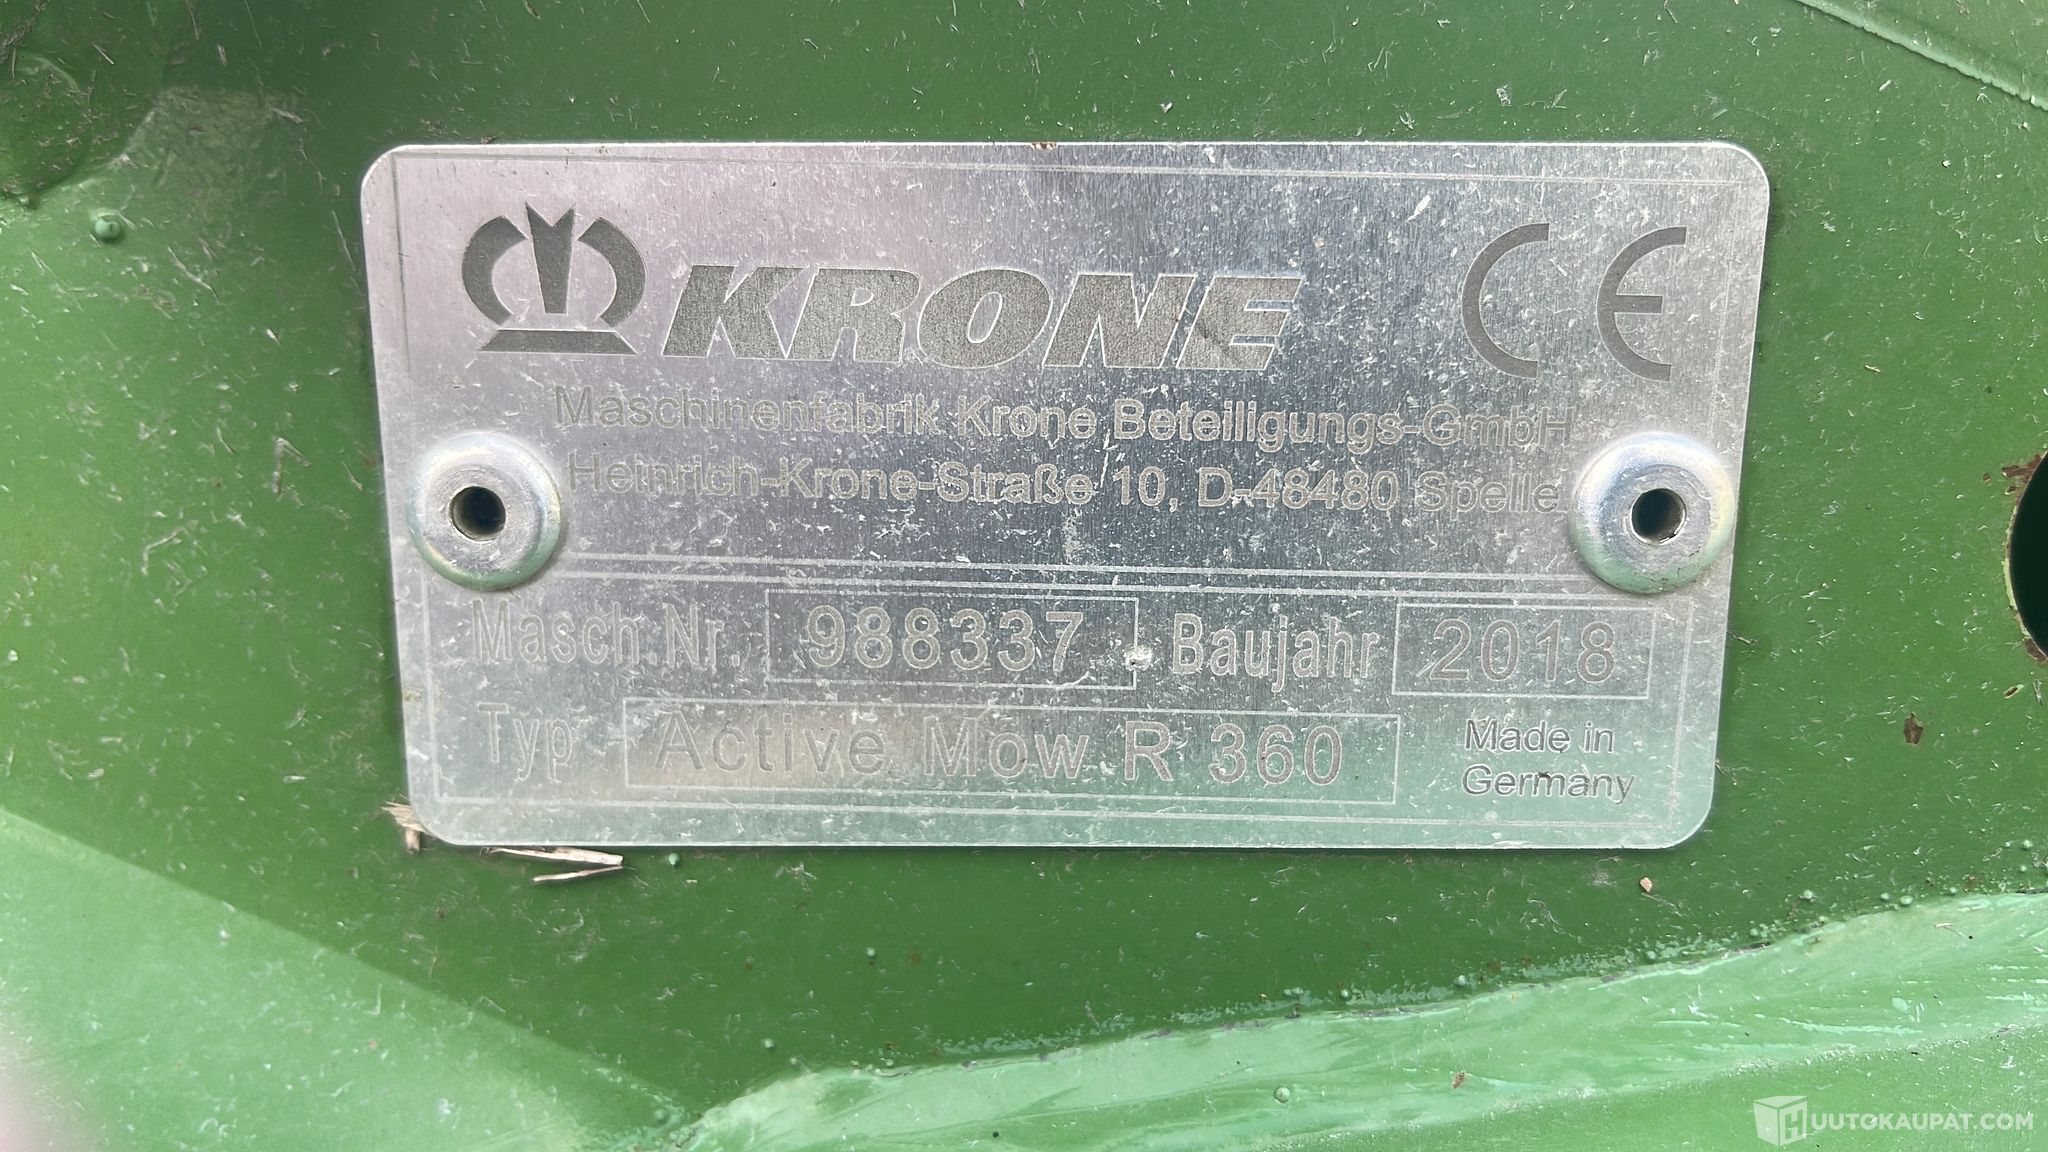 KRONE CE
Maschinenfabrik Krone Beteiligungs-GmbH
Heinrich-Krone-Straße 10, D-48480 Spelle
Masch.Nr. 988337 Baujahr 2018
Typ Active Mow R 360 Made in
Germany
HUUTOKAUPAT.COM